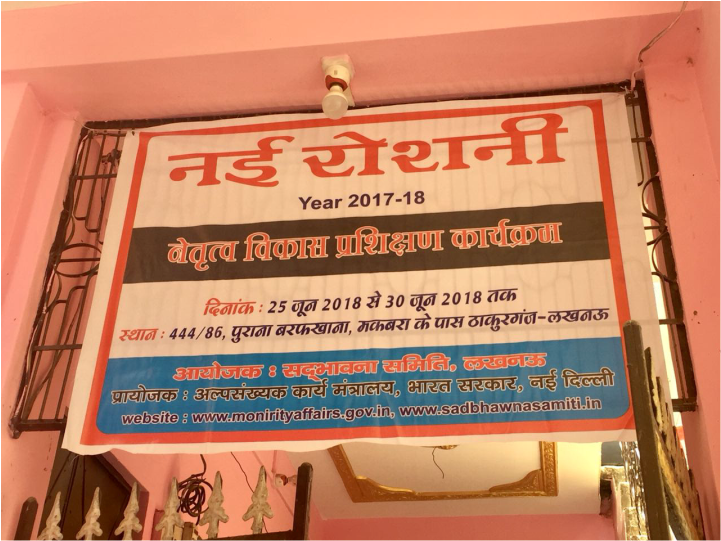 नई रोशनी
Year 2017-18
नेतृत्व विकास प्रशिक्षण कार्यक्रम
दिनांक : 25 जून 2018 से 30 जून 2018 तक
स्थान : 444/86, पुराना बरफखाना, मकबरा के पास ठाकुरगंज-लखनऊ
आयोजक : सद्भावना समिति, लखनऊ
प्रायोजक : अल्पसंख्यक कार्य मंत्रालय, भारत सरकार, नई दिल्ली
website : www.monirityaffairs.gov.in, www.sadbhawnasamiti.in